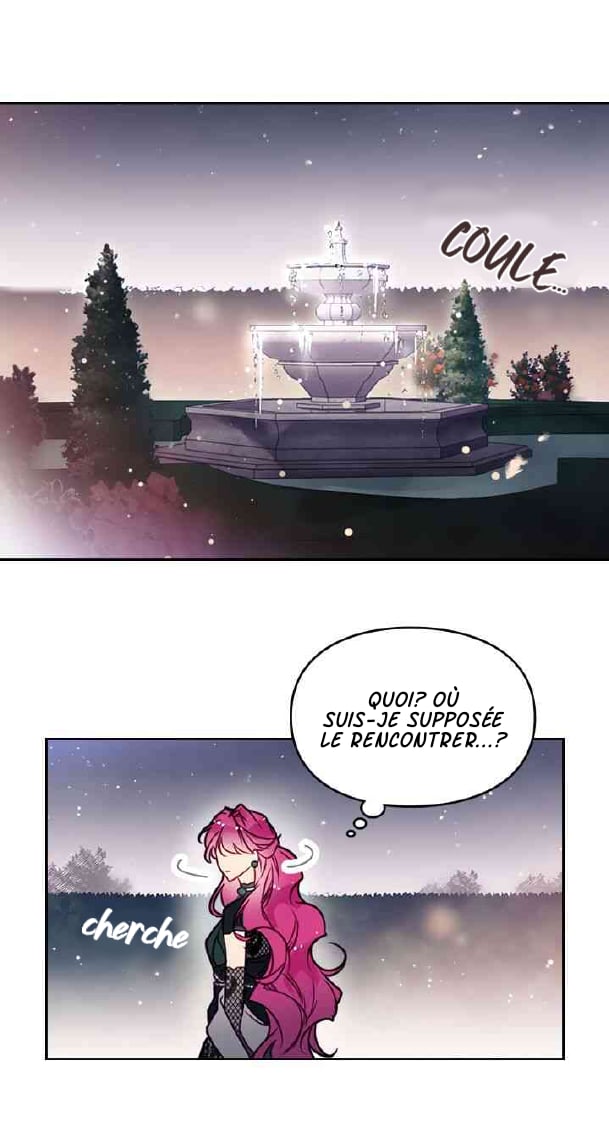 COULE...
QUOI? OÙ
SUIS-JE SUPPOSÉE
LE RENCONTRER...?
cherche